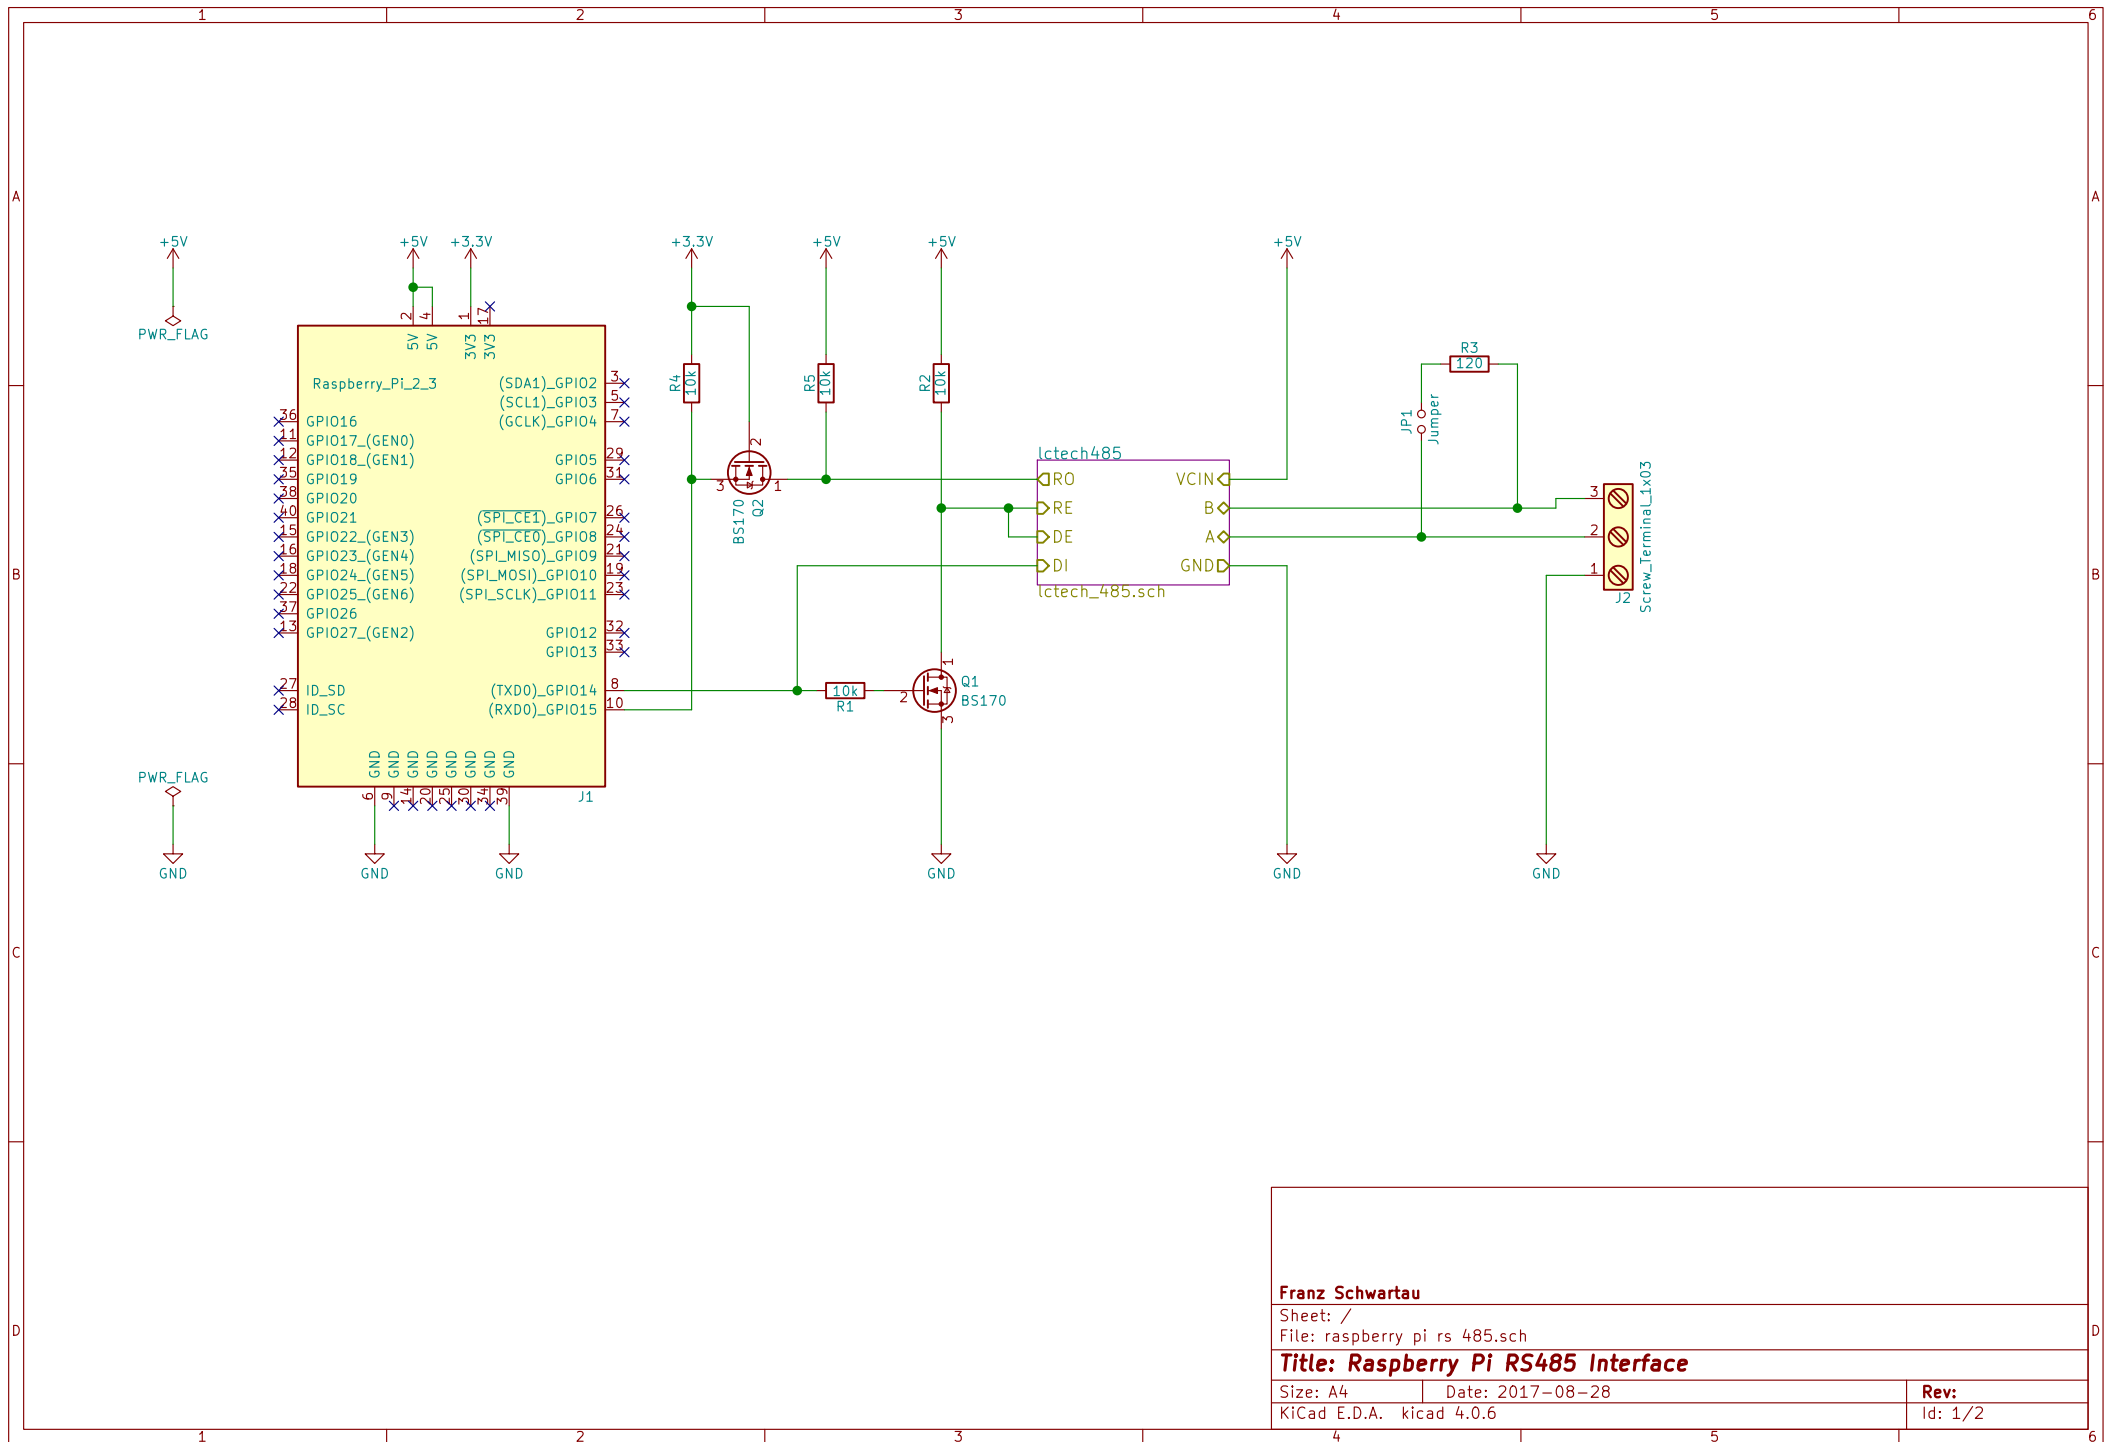 1 2 3 4 5 6
A A
+5V +5V +3.3V +3.3V +5V +5V +5V
PWR_FLAG
2 4 1 17
5V 5V 3V3 3V3
Raspberry_Pi_2_3
(SDA1)_GPIO2 3
(SCL1)_GPIO3 5
(GCLK)_GPIO4 7
36 GPIO16
11 GPIO17_(GEN0)
12 GPIO18_(GEN1)
35 GPIO19
38 GPIO20
40 GPIO21
15 GPIO22_(GEN3)
16 GPIO23_(GEN4)
18 GPIO24_(GEN5)
22 GPIO25_(GEN6)
37 GPIO26
13 GPIO27_(GEN2)
27 ID_SD
28 ID_SC
GPIO5 29
GPIO6 31
(SPI_CE1)_GPIO7 26
(SPI_CE0)_GPIO8 24
(SPI_MISO)_GPIO9 21
(SPI_MOSI)_GPIO10 19
(SPI_SCLK)_GPIO11 23
GPIO12 32
GPIO13 33
(TXD0)_GPIO14 8
(RXD0)_GPIO15 10
GND GND GND GND GND GND GND GND
6 9 14 20 25 30 34 39
J1
R4 10k
R5 10k
R2 10k
2
3 1
BS170
Q2
10k
R1
1
2
3
Q1
BS170
lctech485
RO VCIN
RE B
DE A
DI GND
lctech_485.sch
R3
120
JP1
Jumper
3
2
1
J2
Screw_Terminal_1x03
PWR_FLAG
GND GND GND GND GND GND
B B
C C
D D
Franz Schwartau
Sheet: /
File: raspberry pi rs 485.sch
Title: Raspberry Pi RS485 Interface
Size: A4 Date: 2017-08-28 Rev:
KiCad E.D.A. kicad 4.0.6 Id: 1/2
1 2 3 4 5 6